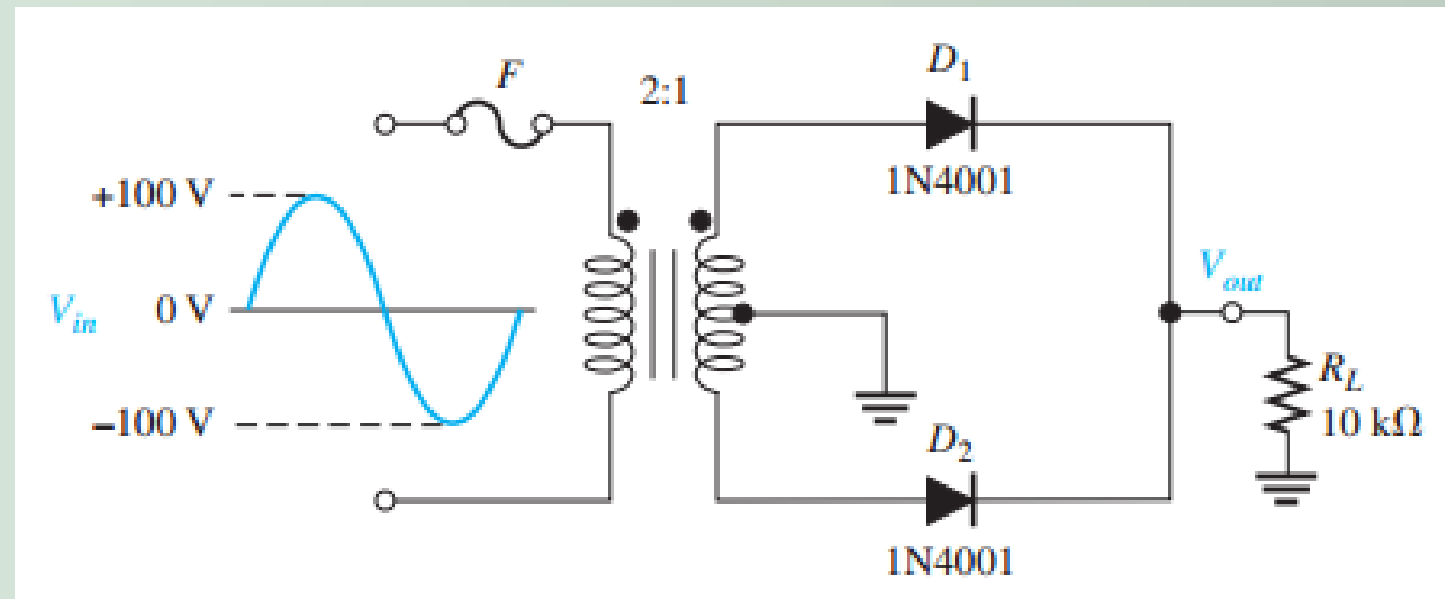 F
2:1
D1
1N4001
+100 V
Vin
0 V
–100 V
Vout
RL
10 kΩ
D2
1N4001